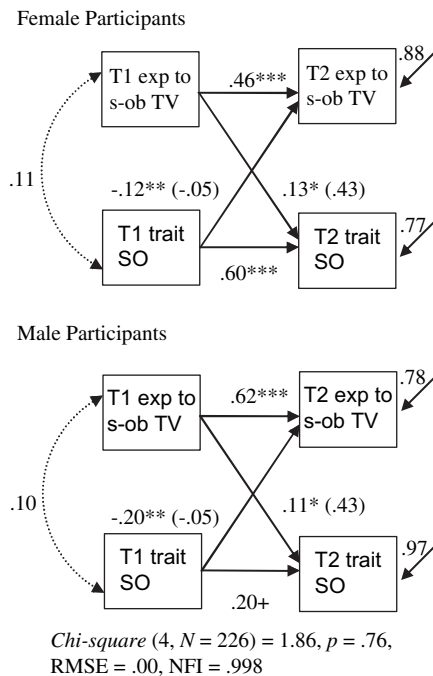 Female Participants
T1 exp to
s-ob TV
.46***
T2 exp to
s-ob TV
.88
.11
-.12** (-.05)
.13* (.43)
T1 trait
SO
.60***
T2 trait
SO
.77
Male Participants
T1 exp to
s-ob TV
.62***
T2 exp to
s-ob TV
.78
.10
-.20** (-.05)
.11* (.43)
T1 trait
SO
.20+
T2 trait
SO
.97
Chi-square (4, N = 226) = 1.86, p = .76,
RMSE = .00, NFI = .998